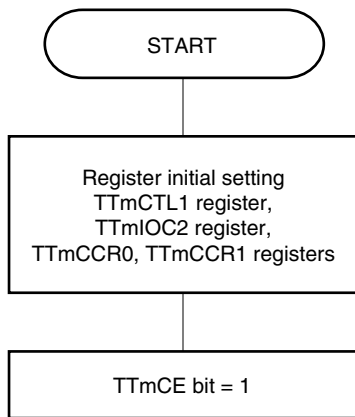 START
Register initial setting
TTmCTL1 register,
TTmIOC2 register,
TTmCCR0, TTmCCR1 registers
TTmCE bit = 1